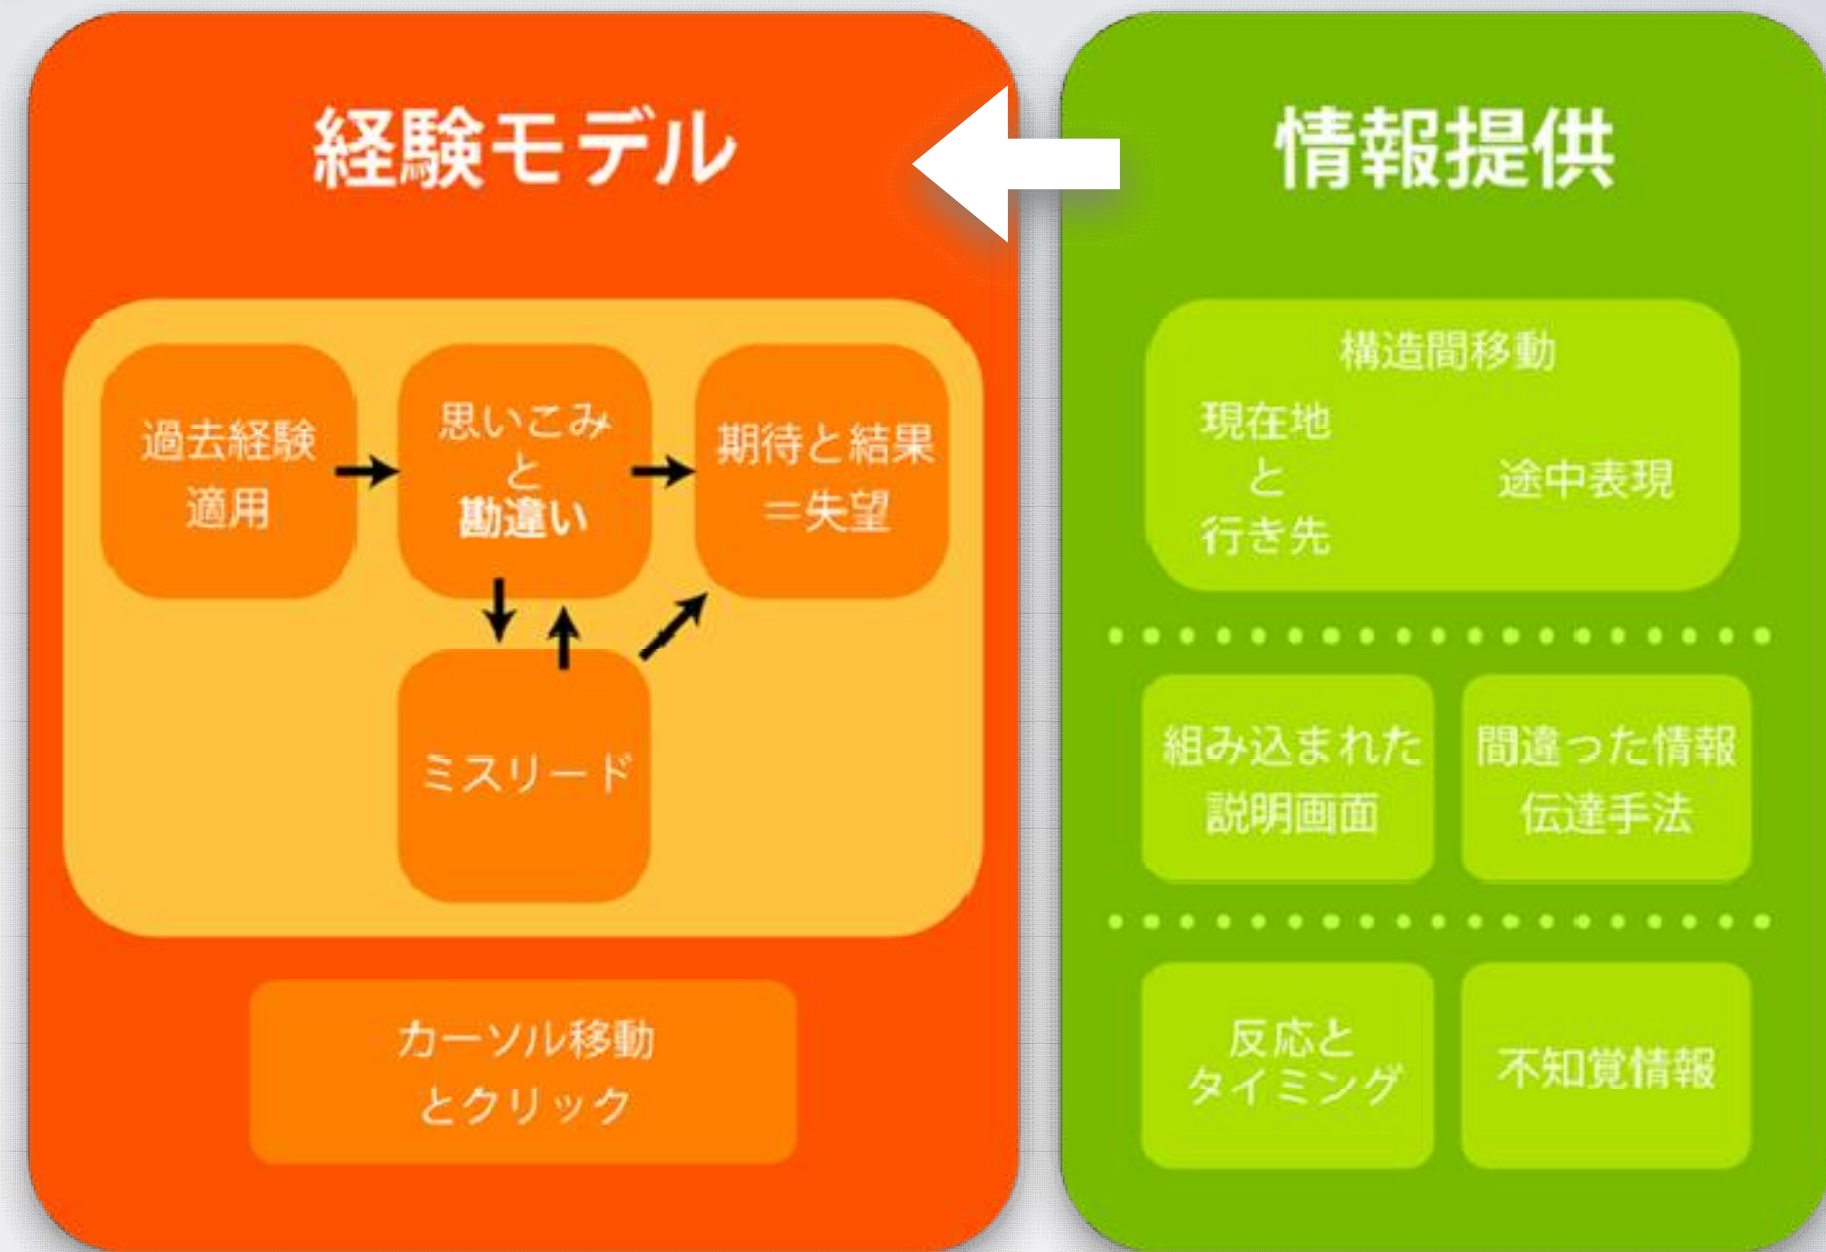 経験モデル
過去経験
適用
思いこみ
と
勘違い
期待と結果
＝失望
ミスリード
カーソル移動
とクリック
情報提供
構造間移動
現在地
と
行き先
途中表現
組み込まれた
説明画面
間違った情報
伝達手法
反応と
タイミング
不知覚情報